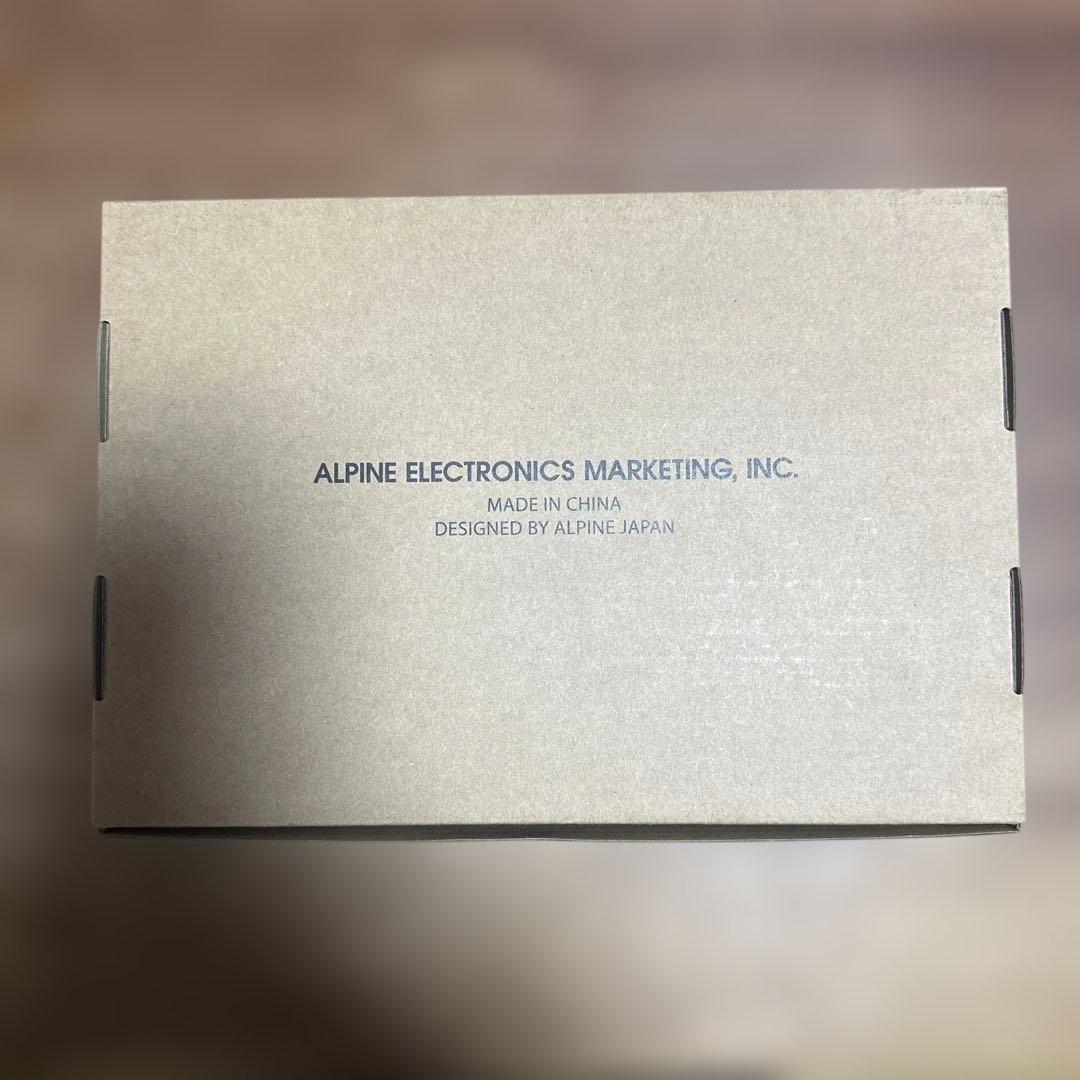 ALPINE ELECTRONICS MARKETING, INC.
MADE IN CHINA
DESIGNED BY ALPINE JAPAN